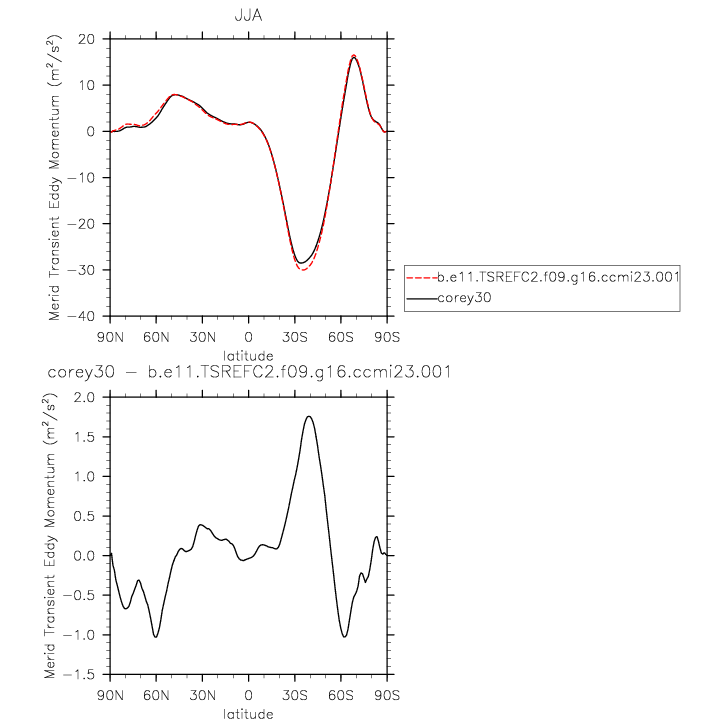 JJA
Merid Transient Eddy Momentum (m²/s²)
20
10
0
−10
−20
−30
−40
90N 60N 30N 0 30S 60S 90S
latitude
b.e11.TSREFC2.f09.g16.ccmi23.001
corey30
corey30 − b.e11.TSREFC2.f09.g16.ccmi23.001
Merid Transient Eddy Momentum (m²/s²)
2.0
1.5
1.0
0.5
0.0
−0.5
−1.0
−1.5
90N 60N 30N 0 30S 60S 90S
latitude